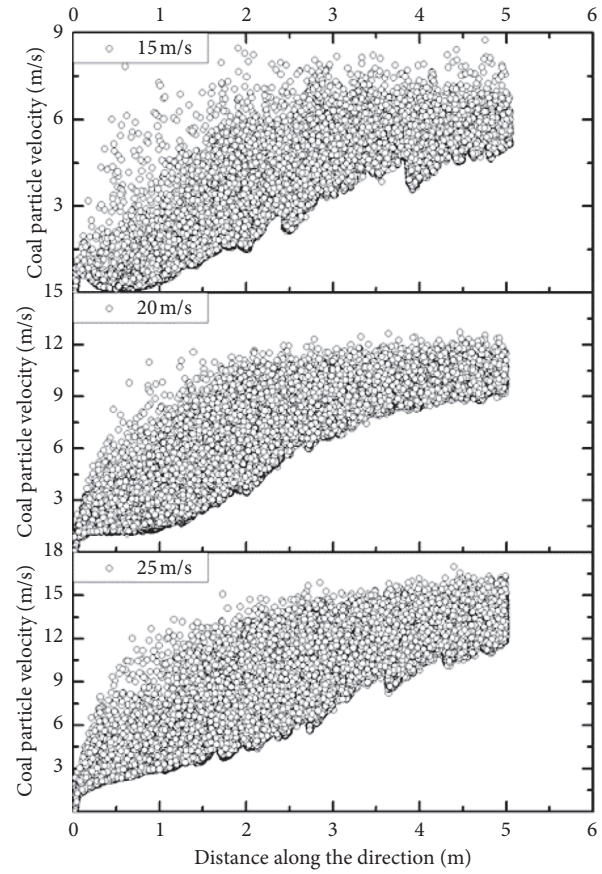 0 1 2 3 4 5 6
9
15 m/s
6
3
Coal particle velocity (m/s)
15
20 m/s
12
9
6
3
Coal particle velocity (m/s)
18
25 m/s
15
12
9
6
3
Coal particle velocity (m/s)
0 1 2 3 4 5 6
Distance along the direction (m)